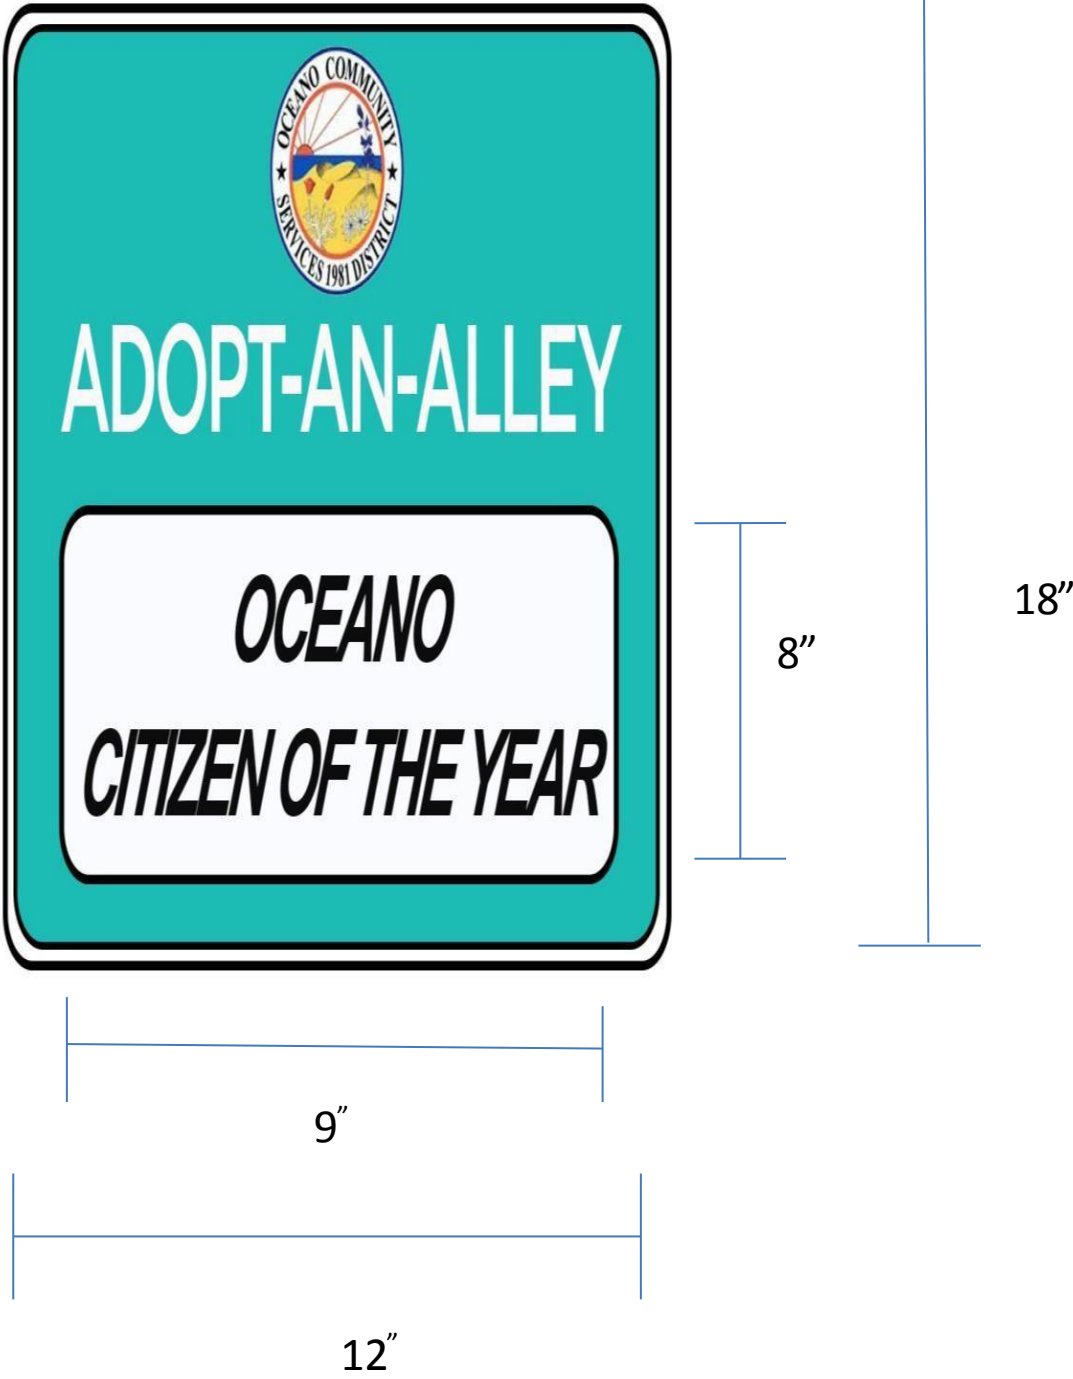 OCEANO COMMUNITY
SERVICES 1981 DISTRICT
ADOPT-AN-ALLEY
OCEANO
CITIZEN OF THE YEAR
18”
8”
9”
12”